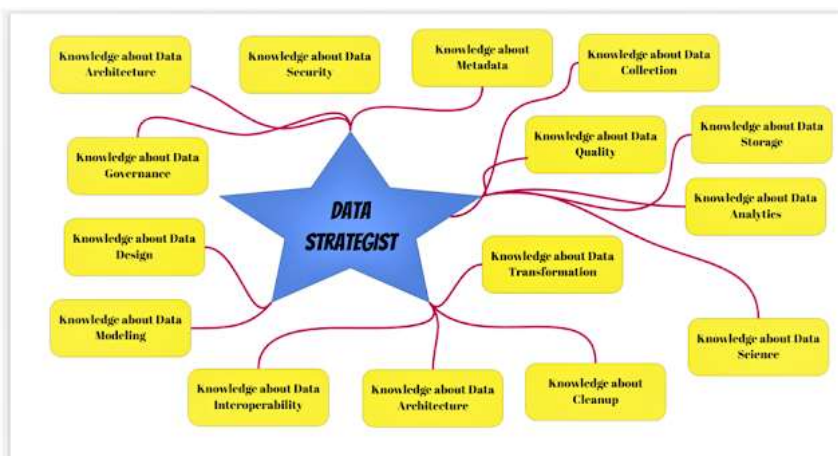 Knowledge about Data
Architecture
Knowledge about Data
Security
Knowledge about
Metadata
Knowledge about Data
Collection
Knowledge about Data
Governance
Knowledge about Data
Quality
Knowledge about Data
Storage
Knowledge about Data
Analytics
DATA
STRATEGIST
Knowledge about Data
Design
Knowledge about Data
Transformation
Knowledge about Data
Modeling
Knowledge about Data
Science
Knowledge about Data
Interoperability
Knowledge about Data
Architecture
Knowledge about
Cleanup